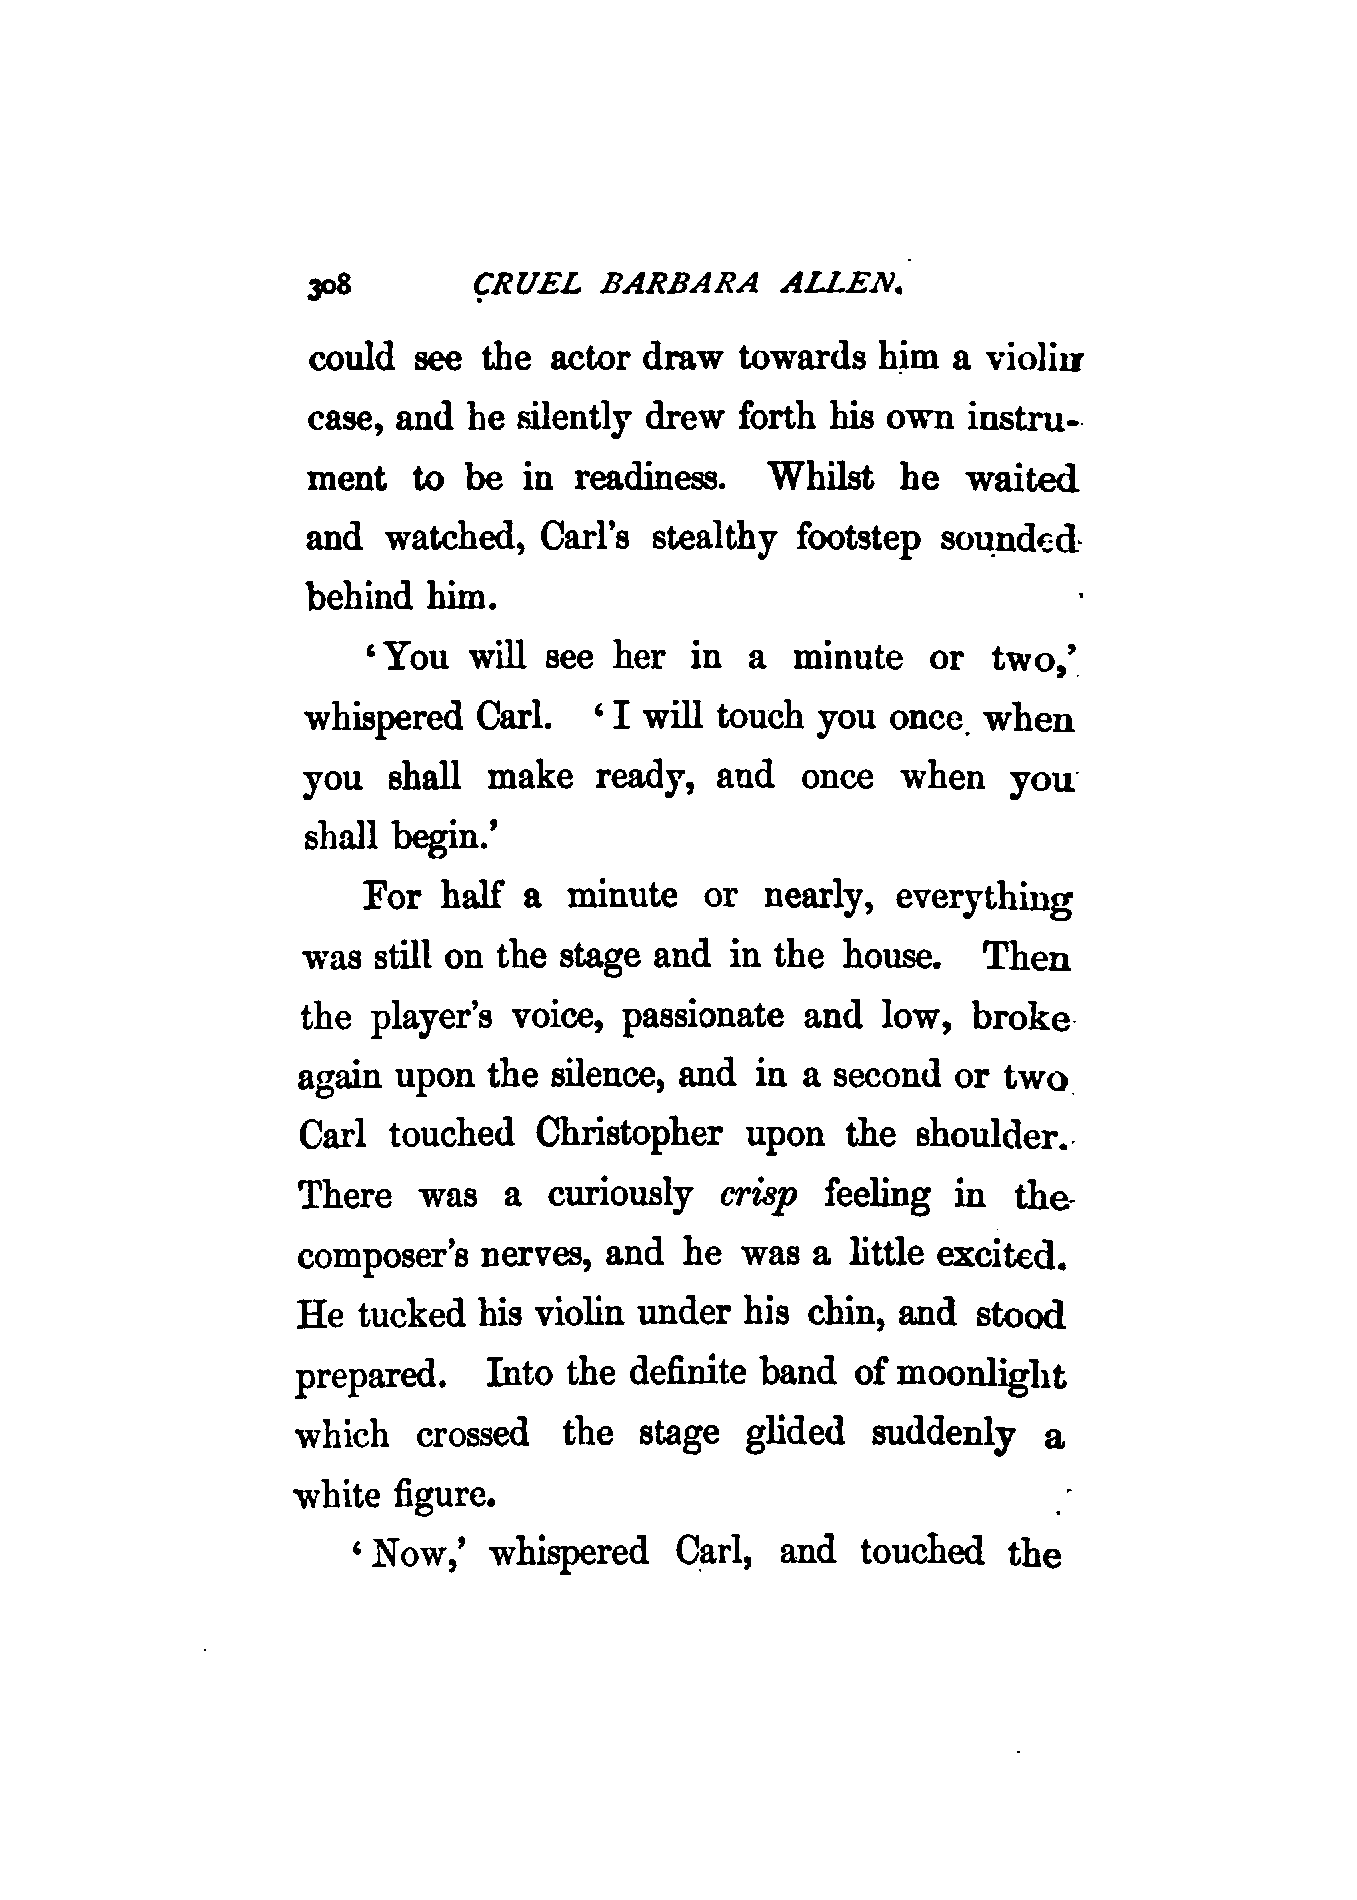 308 CRUEL BARBARA ALLEN.
could see the actor draw towards him a violin
case, and he silently drew forth his own instru-
ment to be in readiness. Whilst he waited
and watched, Carl's stealthy footstep sounded
behind him.
‘You will see her in a minute or two,’
whispered Carl. ‘I will touch you once when
you shall make ready, and once when you
shall begin.’
For half a minute or nearly, everything
was still on the stage and in the house. Then
the player's voice, passionate and low, broke
again upon the silence, and in a second or two
Carl touched Christopher upon the shoulder.
There was a curiously crisp feeling in the
composer's nerves, and he was a little excited.
He tucked his violin under his chin, and stood
prepared. Into the definite band of moonlight
which crossed the stage glided suddenly a
white figure.
‘Now,’ whispered Carl, and touched the